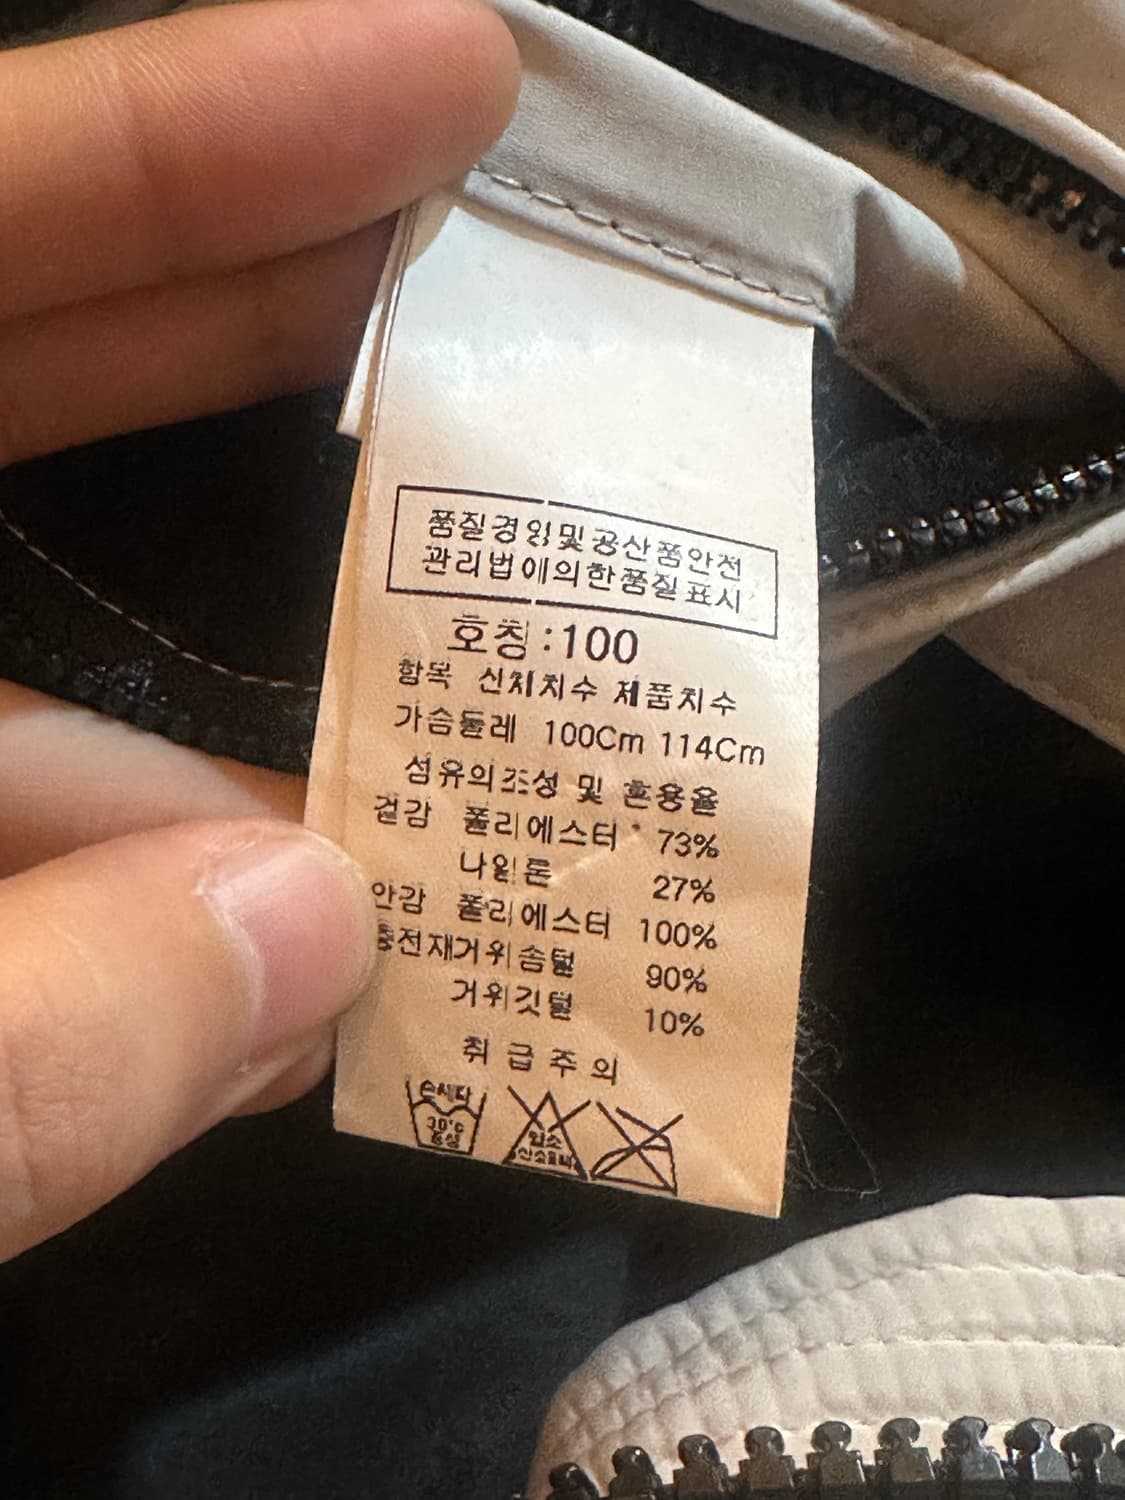 품질경영및공산품안전
관리법에의한품질표시
호칭:100
항목 신체치수 제품치수
가슴둘레 100Cm 114Cm
섬유의조성 및 혼용율
겉감 폴리에스터 73%
나일론 27%
안감 폴리에스터 100%
충전재거위솜털 90%
거위깃털 10%
취급주의
손세탁
30°c
중성
염소